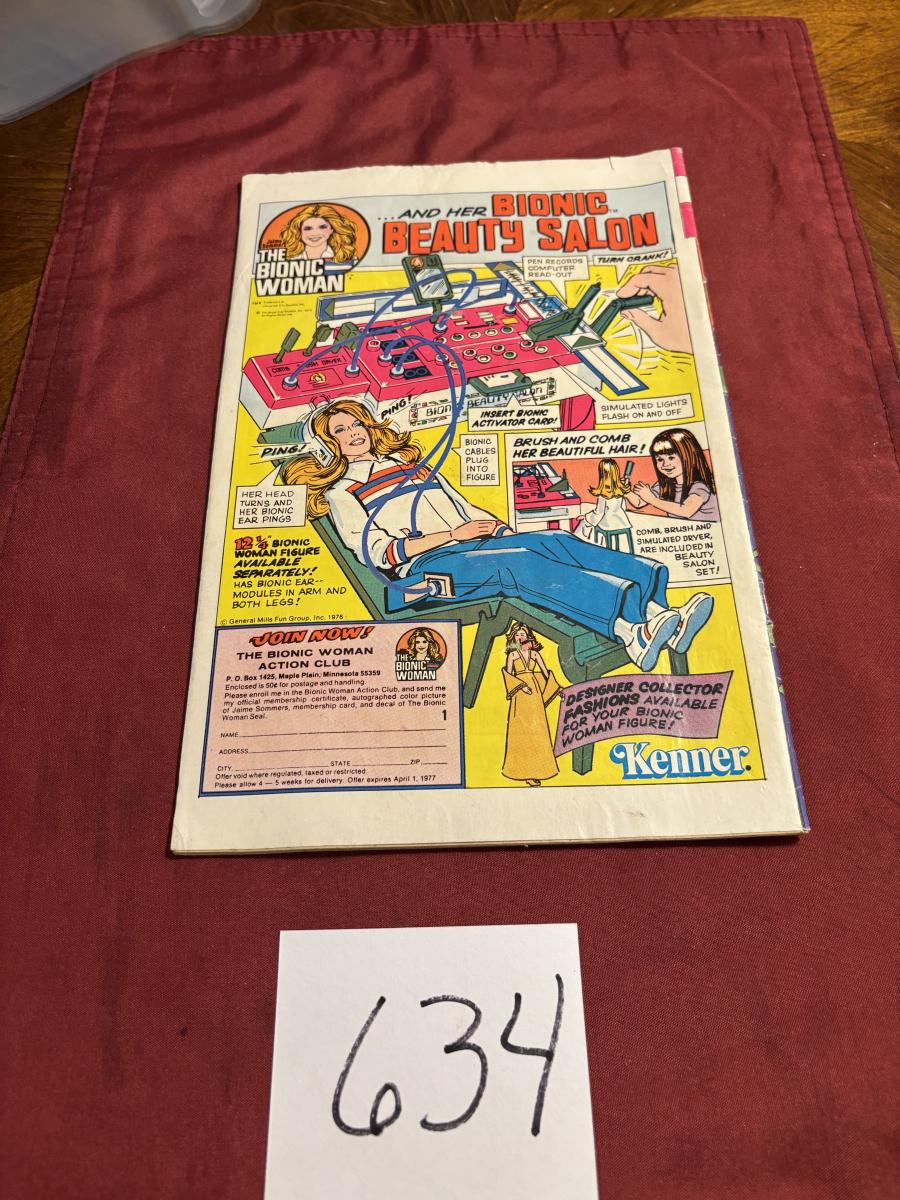 ...AND HER BIONIC™
BEAUTY SALON
Jaime
Sommers
THE
BIONIC
WOMAN
PEN RECORDS
COMPUTER
READ-OUT
TURN CRANK!
COMB
DRYER
PING!
BEAUTY SALON
INSERT BIONIC
ACTIVATOR CARD!
SIMULATED LIGHTS
FLASH ON AND OFF
PING!
BIONIC
CABLES
PLUG
INTO
FIGURE
BRUSH AND COMB
HER BEAUTIFUL HAIR!
HER HEAD
TURNS AND
HER BIONIC
EAR PINGS
COMB, BRUSH AND
SIMULATED DRYER,
ARE INCLUDED IN
BEAUTY
SALON
SET!
12 1/4" BIONIC
WOMAN FIGURE
AVAILABLE
SEPARATELY!
HAS BIONIC EAR--
MODULES IN ARM AND
BOTH LEGS!
© General Mills Fun Group, Inc. 1976
JOIN NOW!
THE BIONIC WOMAN
ACTION CLUB
THE
BIONIC
WOMAN
P. O. Box 1425, Maple Plain, Minnesota 55359
Enclosed is 50¢ for postage and handling.
Please enroll me in the Bionic Woman Action Club, and send me
my official membership certificate, autographed color picture
of Jaime Sommers, membership card, and decal of The Bionic
Woman Seal.
1
NAME
ADDRESS
CITY STATE ZIP
Offer void where regulated, taxed or restricted.
Please allow 4 — 5 weeks for delivery. Offer expires April 1, 1977
DESIGNER COLLECTOR
FASHIONS AVAILABLE
FOR YOUR BIONIC
WOMAN FIGURE!
Kenner.
634